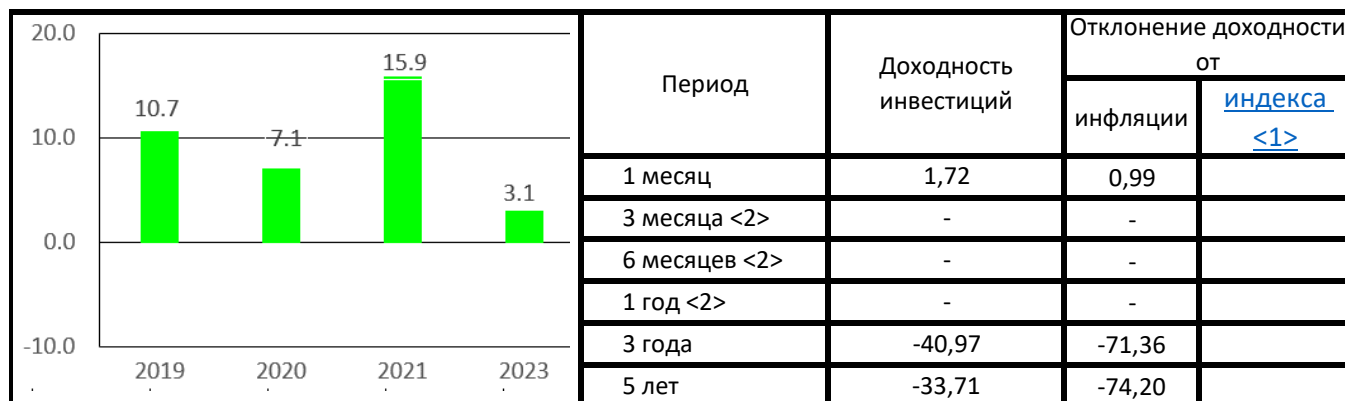 20.0
10.0
0.0
-10.0
10.7
7.1
15.9
3.1
2019 2020 2021 2023
Период
Доходность
инвестиций
Отклонение доходности
от
инфляции
индекса
<1>
1 месяц 1,72 0,99
3 месяца <2> - -
6 месяцев <2> - -
1 год <2> - -
3 года -40,97 -71,36
5 лет -33,71 -74,20